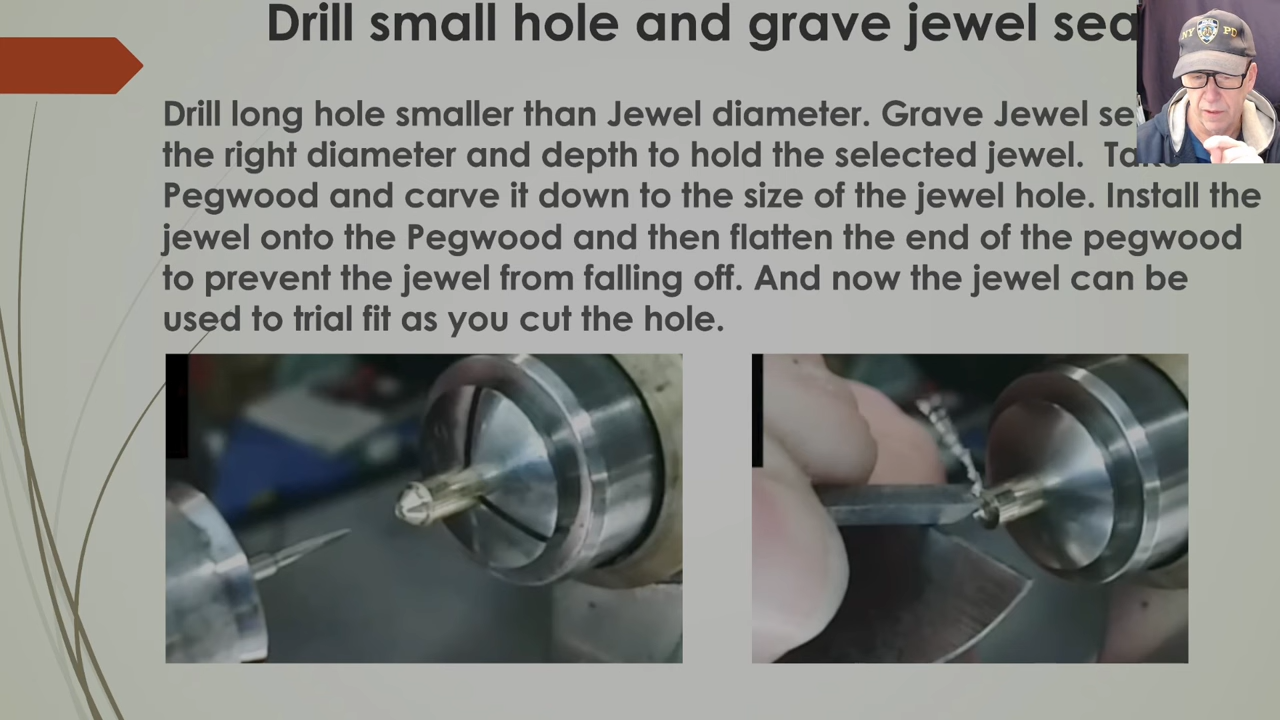 Drill small hole and grave jewel sea
Drill long hole smaller than Jewel diameter. Grave Jewel se
the right diameter and depth to hold the selected jewel. Take
Pegwood and carve it down to the size of the jewel hole. Install the
jewel onto the Pegwood and then flatten the end of the pegwood
to prevent the jewel from falling off. And now the jewel can be
used to trial fit as you cut the hole.
NY PD